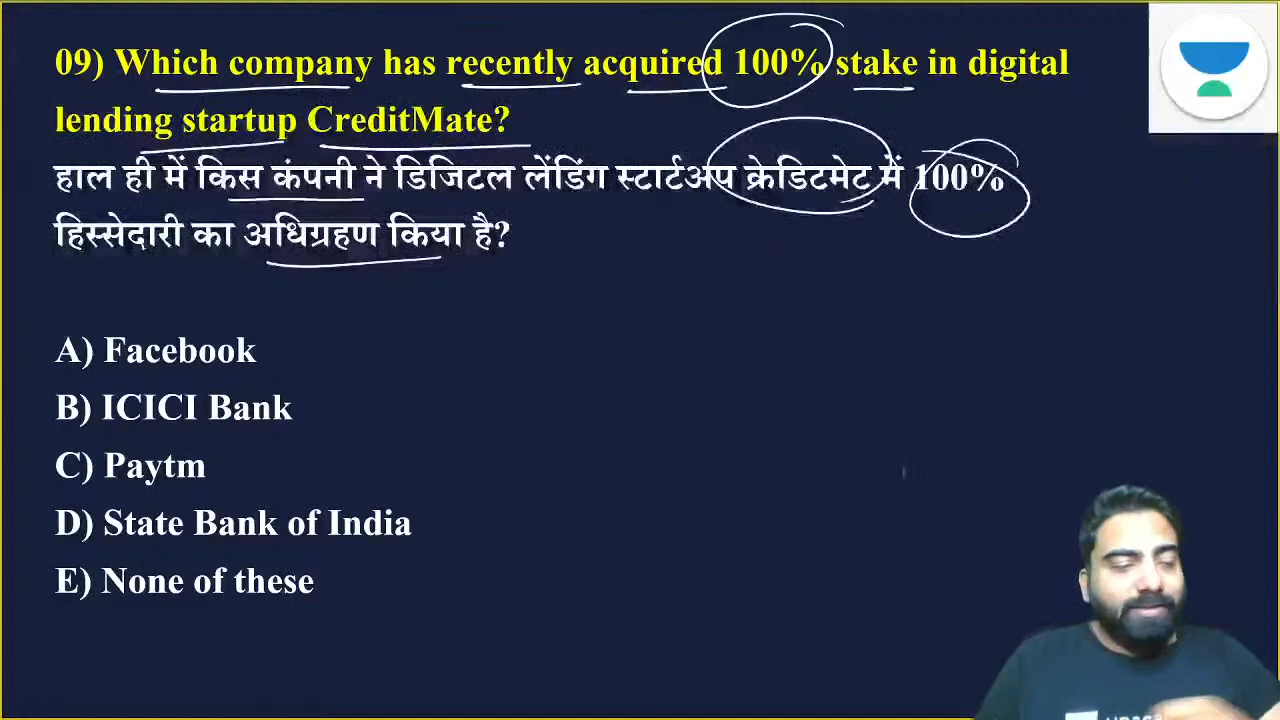 09) Which company has recently acquired 100% stake in digital
lending startup CreditMate?
हाल ही में किस कंपनी ने डिजिटल लेंडिंग स्टार्टअप क्रेडिटमेट में 100%
हिस्सेदारी का अधिग्रहण किया है?
A) Facebook
B) ICICI Bank
C) Paytm
D) State Bank of India
E) None of these